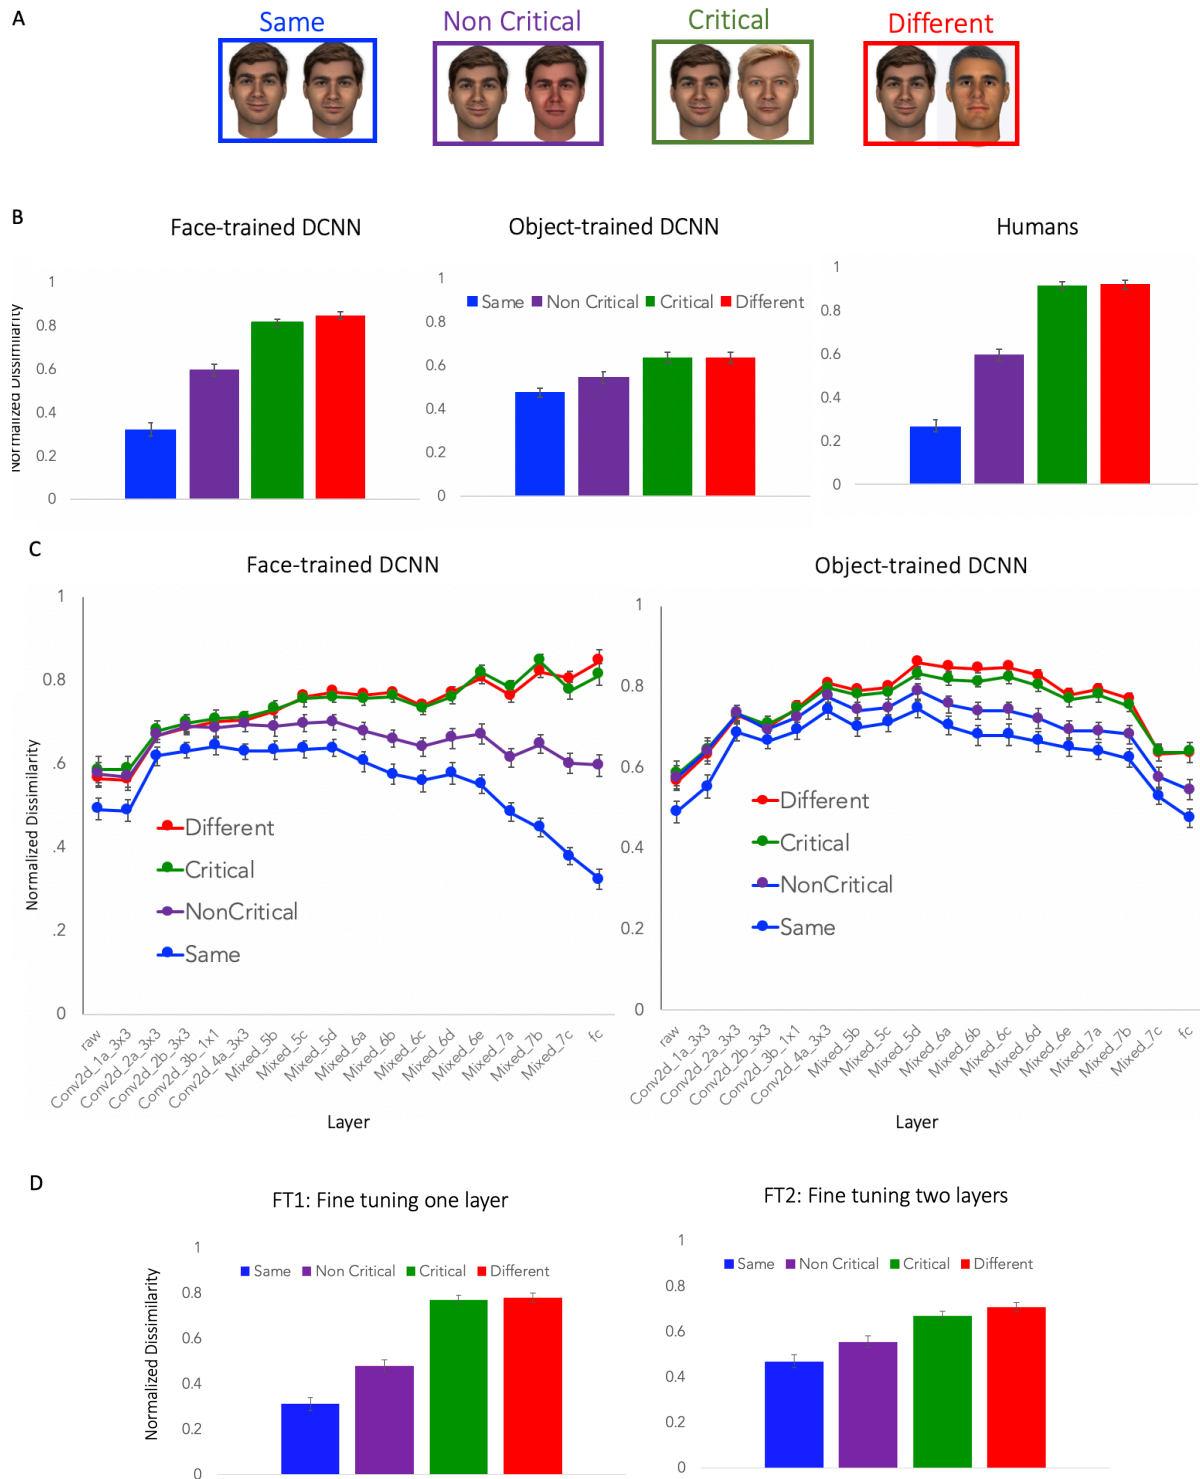 A
Same
Non Critical
Critical
Different
B
Face-trained DCNN
Object-trained DCNN
Humans
Normalized Dissimilarity
1
0.8
0.6
0.4
0.2
0
1
0.8
0.6
0.4
0.2
0
Same Non Critical Critical Different
1
0.8
0.6
0.4
0.2
0
C
Face-trained DCNN
Object-trained DCNN
Normalized Dissimilarity
1
0.8
.6
.4
.2
0
Different
Critical
NonCritical
Same
raw
Conv2d_1a_3x3
Conv2d_2a_3x3
Conv2d_2b_3x3
Conv2d_3b_1x1
Conv2d_4a_3x3
Mixed_5b
Mixed_5c
Mixed_5d
Mixed_6a
Mixed_6b
Mixed_6c
Mixed_6d
Mixed_6e
Mixed_7a
Mixed_7b
Mixed_7c
fc
Layer
Normalized Dissimilarity
1
0.8
0.6
0.4
0.2
0
Different
Critical
NonCritical
Same
raw
Conv2d_1a_3x3
Conv2d_2a_3x3
Conv2d_2b_3x3
Conv2d_3b_1x1
Conv2d_4a_3x3
Mixed_5b
Mixed_5c
Mixed_5d
Mixed_6a
Mixed_6b
Mixed_6c
Mixed_6d
Mixed_6e
Mixed_7a
Mixed_7b
Mixed_7c
fc
Layer
D
FT1: Fine tuning one layer
FT2: Fine tuning two layers
Normalized Dissimilarity
1
0.8
0.6
0.4
0.2
0
Same Non Critical Critical Different
1
0.8
0.6
0.4
0.2
0
Same Non Critical Critical Different